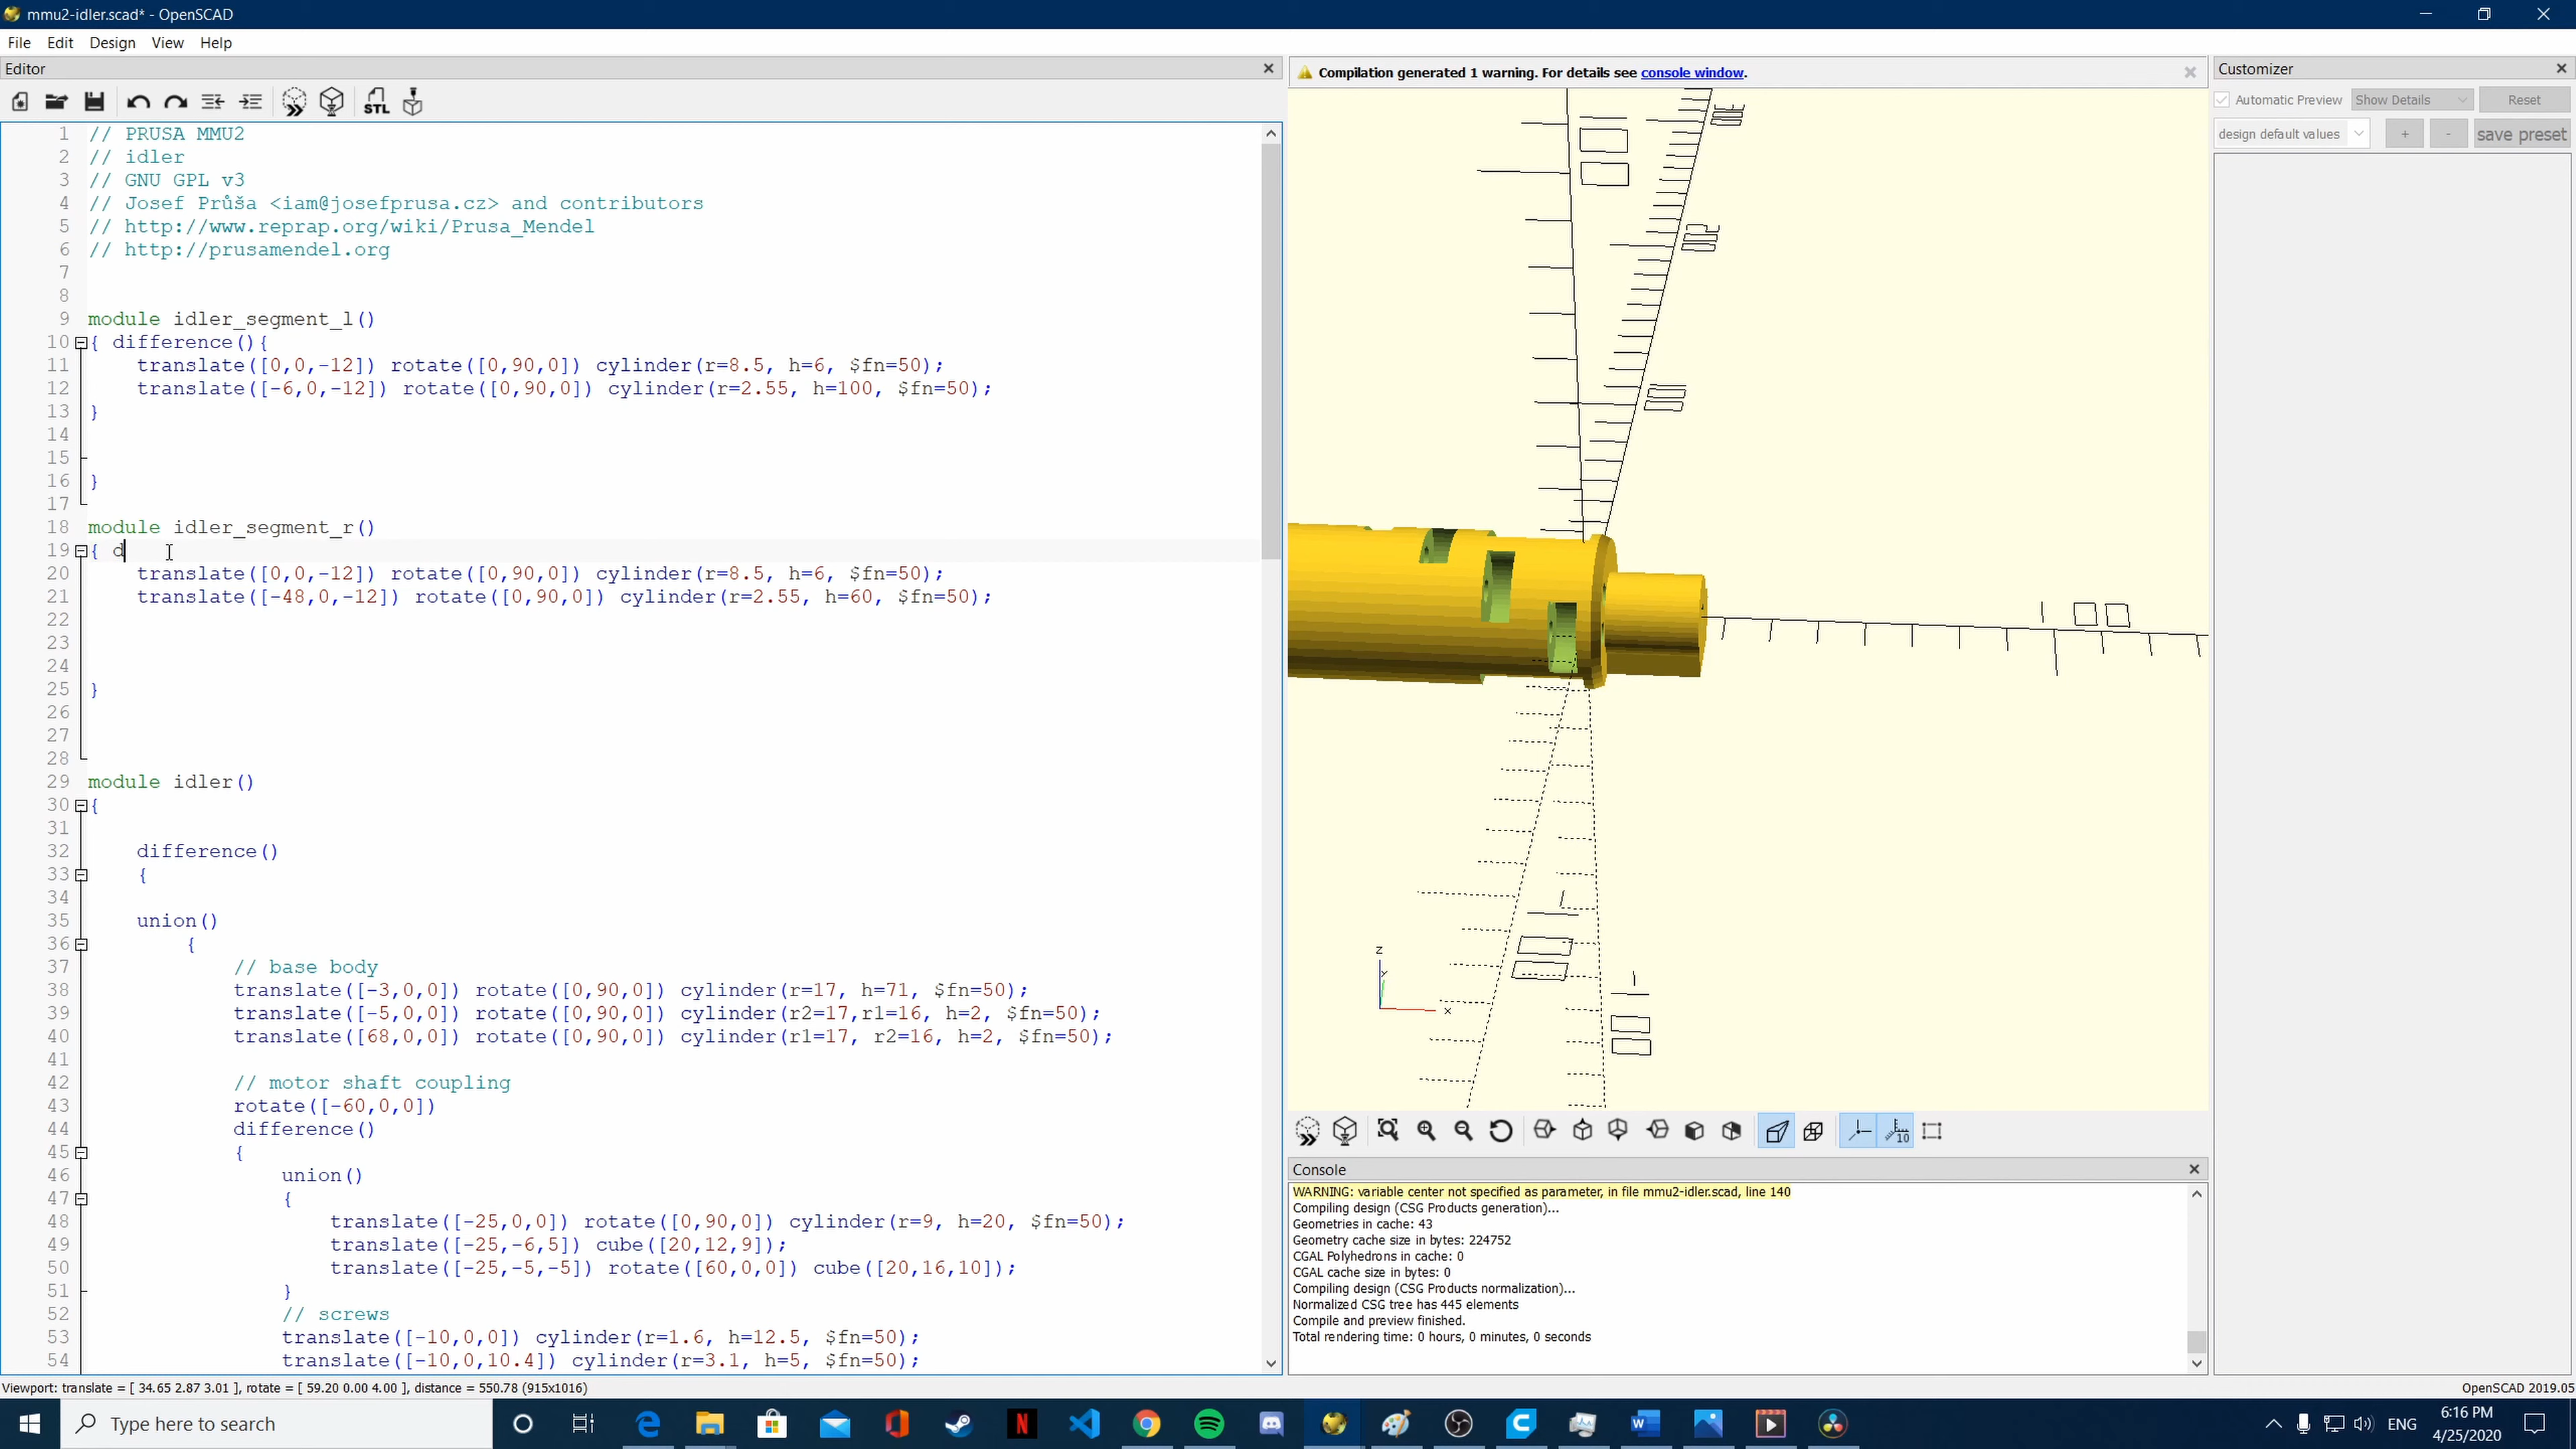 mmu2-idler.scad* - OpenSCAD
File Edit Design View Help
Editor
STL
1 // PRUSA MMU2
2 // idler
3 // GNU GPL v3
4 // Josef Průša <iam@josefprusa.cz> and contributors
5 // http://www.reprap.org/wiki/Prusa_Mendel
6 // http://prusamendel.org
7
8
9 module idler_segment_l()
10 { difference(){
11 translate([0,0,-12]) rotate([0,90,0]) cylinder(r=8.5, h=6, $fn=50);
12 translate([-6,0,-12]) rotate([0,90,0]) cylinder(r=2.55, h=100, $fn=50);
13 }
14
15
16 }
17
18 module idler_segment_r()
19 { d
20 translate([0,0,-12]) rotate([0,90,0]) cylinder(r=8.5, h=6, $fn=50);
21 translate([-48,0,-12]) rotate([0,90,0]) cylinder(r=2.55, h=60, $fn=50);
22
23
24
25 }
26
27
28
29 module idler()
30 {
31
32 difference()
33 {
34
35 union()
36 {
37 // base body
38 translate([-3,0,0]) rotate([0,90,0]) cylinder(r=17, h=71, $fn=50);
39 translate([-5,0,0]) rotate([0,90,0]) cylinder(r2=17,r1=16, h=2, $fn=50);
40 translate([68,0,0]) rotate([0,90,0]) cylinder(r1=17, r2=16, h=2, $fn=50);
41
42 // motor shaft coupling
43 rotate([-60,0,0])
44 difference()
45 {
46 union()
47 {
48 translate([-25,0,0]) rotate([0,90,0]) cylinder(r=9, h=20, $fn=50);
49 translate([-25,-6,5]) cube([20,12,9]);
50 translate([-25,-5,-5]) rotate([60,0,0]) cube([20,16,10]);
51 }
52 // screws
53 translate([-10,0,0]) cylinder(r=1.6, h=12.5, $fn=50);
54 translate([-10,0,10.4]) cylinder(r=3.1, h=5, $fn=50);
Compilation generated 1 warning. For details see console window.
z
y
x
10
Console
WARNING: variable center not specified as parameter, in file mmu2-idler.scad, line 140
Compiling design (CSG Products generation)...
Geometries in cache: 43
Geometry cache size in bytes: 224752
CGAL Polyhedrons in cache: 0
CGAL cache size in bytes: 0
Compiling design (CSG Products normalization)...
Normalized CSG tree has 445 elements
Compile and preview finished.
Total rendering time: 0 hours, 0 minutes, 0 seconds
Customizer
Automatic Preview Show Details Reset
design default values + - save preset
Viewport: translate = [ 34.65 2.87 3.01 ], rotate = [ 59.20 0.00 4.00 ], distance = 550.78 (915x1016)
OpenSCAD 2019.05
Type here to search
ENG
6:16 PM
4/25/2020